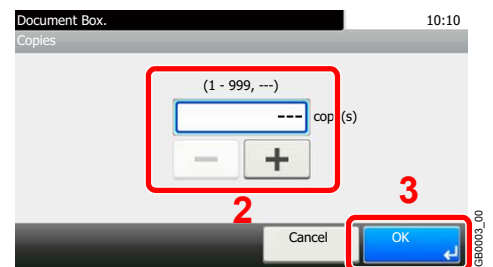 Document Box. 10:10
Copies
(1 - 999, ---)
--- cop (s)
2
3
Cancel OK
GB0003_00